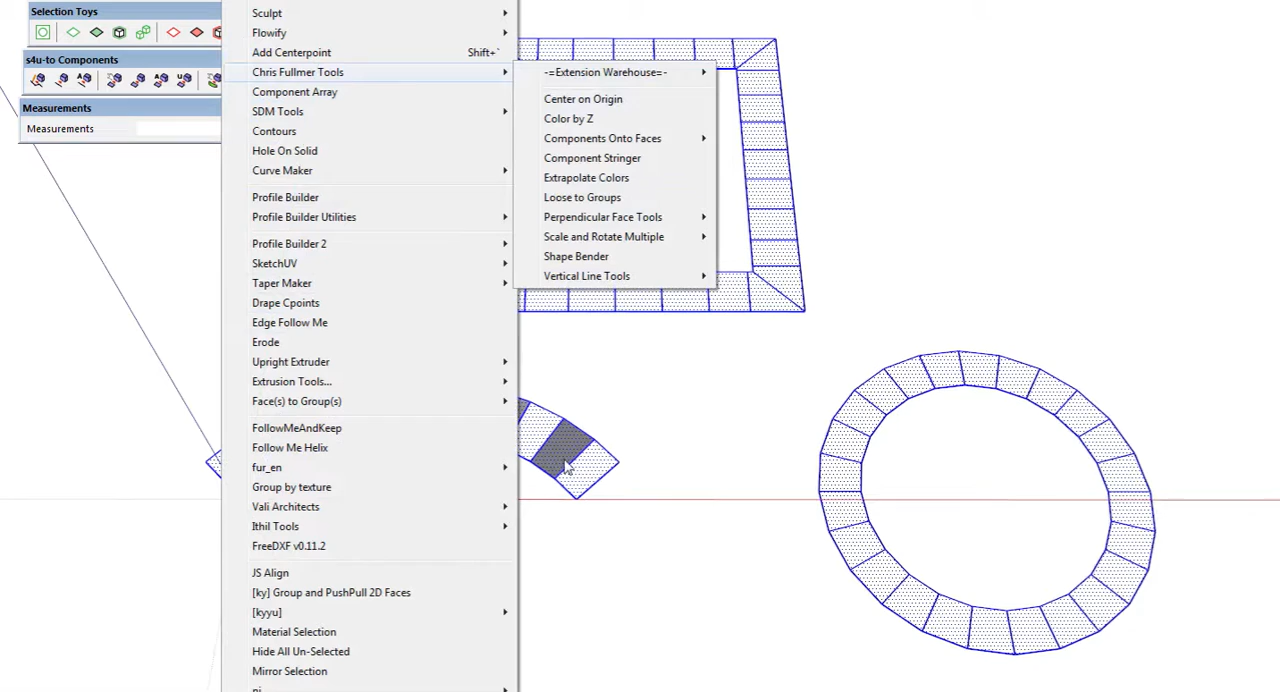 Selection Toys
s4u-to Components
Measurements
Measurements
Sculpt
Flowify
Add Centerpoint Shift+`
Chris Fullmer Tools
Component Array
SDM Tools
Contours
Hole On Solid
Curve Maker
Profile Builder
Profile Builder Utilities
Profile Builder 2
SketchUV
Taper Maker
Drape Cpoints
Edge Follow Me
Erode
Upright Extruder
Extrusion Tools...
Face(s) to Group(s)
FollowMeAndKeep
Follow Me Helix
fur_en
Group by texture
Vali Architects
Ithil Tools
FreeDXF v0.11.2
JS Align
[ky] Group and PushPull 2D Faces
[kyyu]
Material Selection
Hide All Un-Selected
Mirror Selection
-=Extension Warehouse=-
Center on Origin
Color by Z
Components Onto Faces
Component Stringer
Extrapolate Colors
Loose to Groups
Perpendicular Face Tools
Scale and Rotate Multiple
Shape Bender
Vertical Line Tools